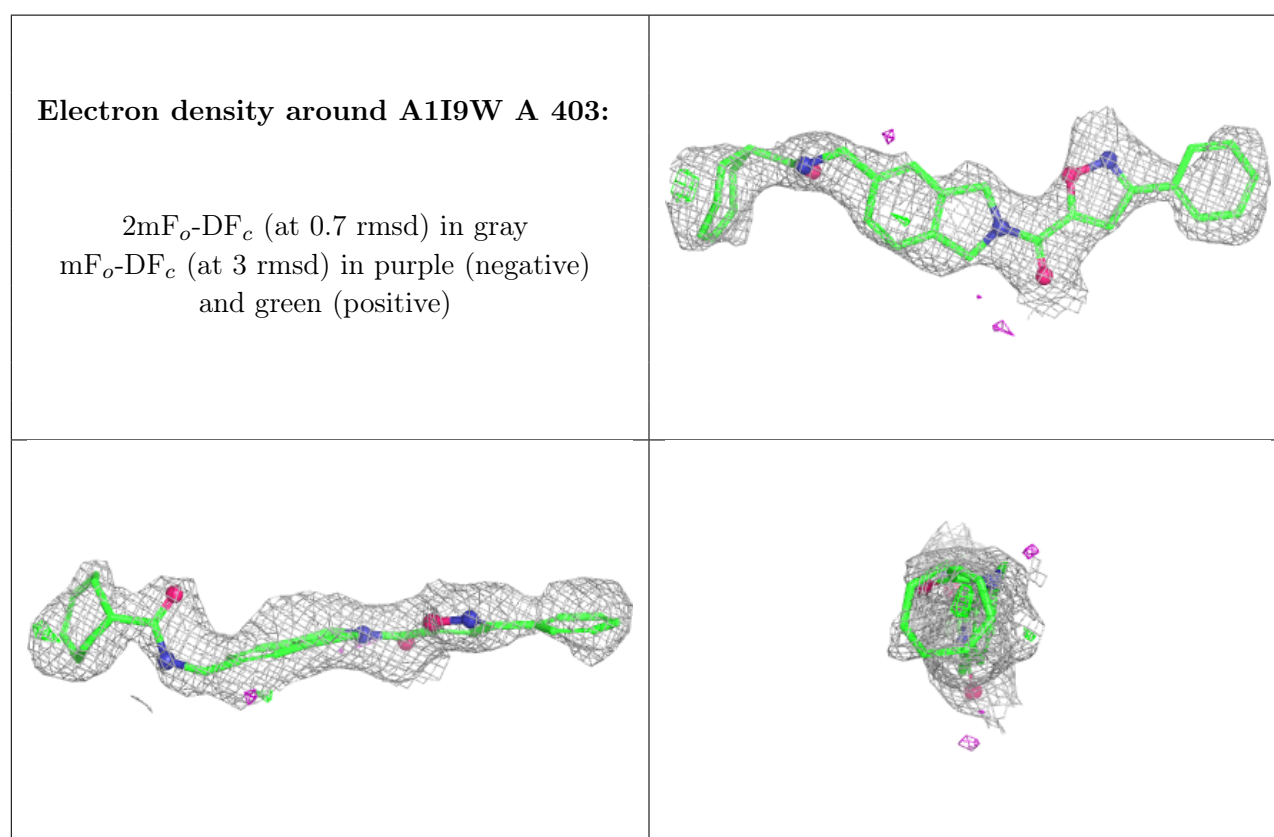 Electron density around A1I9W A 403:
2mFo-DFc (at 0.7 rmsd) in gray
mFo-DFc (at 3 rmsd) in purple (negative)
and green (positive)